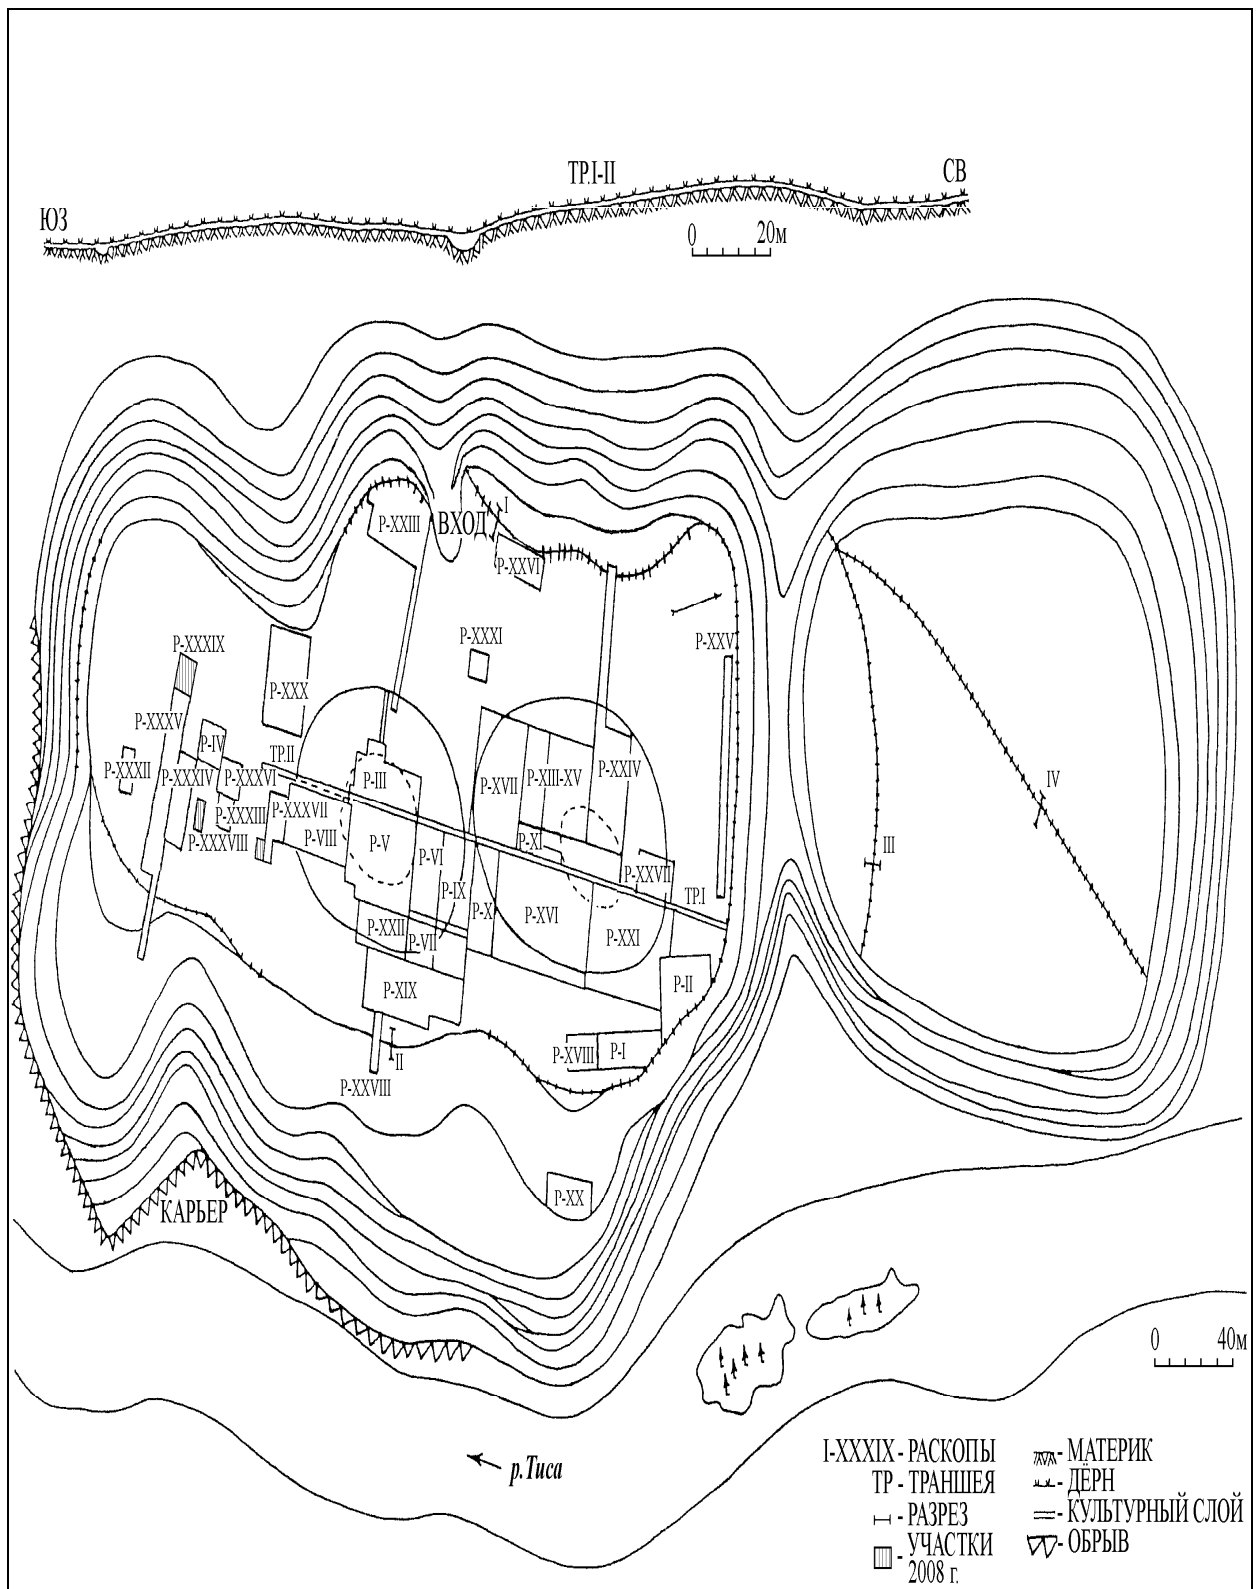 ТР.I-II
СВ
ЮЗ
0 20м
I
Р-XXIII
ВХОД
Р-XXVI
Р-XXXI
Р-XXV
Р-XXXIX
Р-XXX
Р-XXXV
Р-IV
ТР.II
Р-XXXII
Р-XXXIV
Р-XXXVI
Р-III
Р-XVII
Р-XIII-XV
Р-XXIV
IV
Р-XXXIII
Р-XXXVII
Р-XXXVIII
Р-VIII
Р-V
Р-VI
Р-XI
III
Р-XXVII
Р-IX
ТР.I
Р-X
Р-XVI
Р-XXII
Р-VII
Р-XXI
Р-XIX
Р-II
Р-XVIII
Р-I
II
Р-XXVIII
Р-XX
КАРЬЕР
0 40м
р.Тиса
I-XXXIX - РАСКОПЫ
ТР - ТРАНШЕЯ
- РАЗРЕЗ
- УЧАСТКИ
2008 г.
- МАТЕРИК
- ДЁРН
- КУЛЬТУРНЫЙ СЛОЙ
- ОБРЫВ